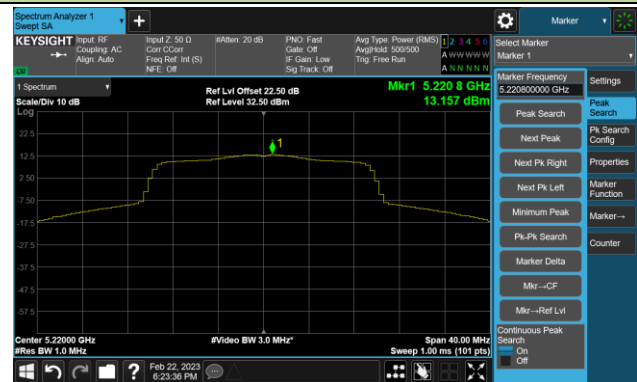 Spectrum Analyzer 1
Swept SA
Marker
KEYSIGHT
Input: RF
Coupling: AC
Align: Auto
Input Z: 50 Ω
Corr CCorr
Freq Ref: Int (S)
NFE: Off
#Atten: 20 dB
PNO: Fast
Gate: Off
IF Gain: Low
Sig Track: Off
Avg Type: Power (RMS)
Avg|Hold: 500/500
Trig: Free Run
1 2 3 4 5 6
A W W W W W
A N N N N N
Select Marker
Marker 1
1 Spectrum
Scale/Div 10 dB
Log
Ref Lvl Offset 22.50 dB
Ref Level 32.50 dBm
Mkr1 5.220 8 GHz
13.157 dBm
1
22.5
12.5
2.50
-7.50
-17.5
-27.5
-37.5
-47.5
-57.5
Center 5.22000 GHz
#Res BW 1.0 MHz
#Video BW 3.0 MHz*
Span 40.00 MHz
Sweep 1.00 ms (101 pts)
Marker Frequency
5.220800000 GHz
Peak Search
Next Peak
Next Pk Right
Next Pk Left
Minimum Peak
Pk-Pk Search
Marker Delta
Mkr→CF
Mkr→Ref Lvl
Continuous Peak
Search
On
Off
Settings
Peak
Search
Pk Search
Config
Properties
Marker
Function
Marker→
Counter
?
Feb 22, 2023
6:23:36 PM